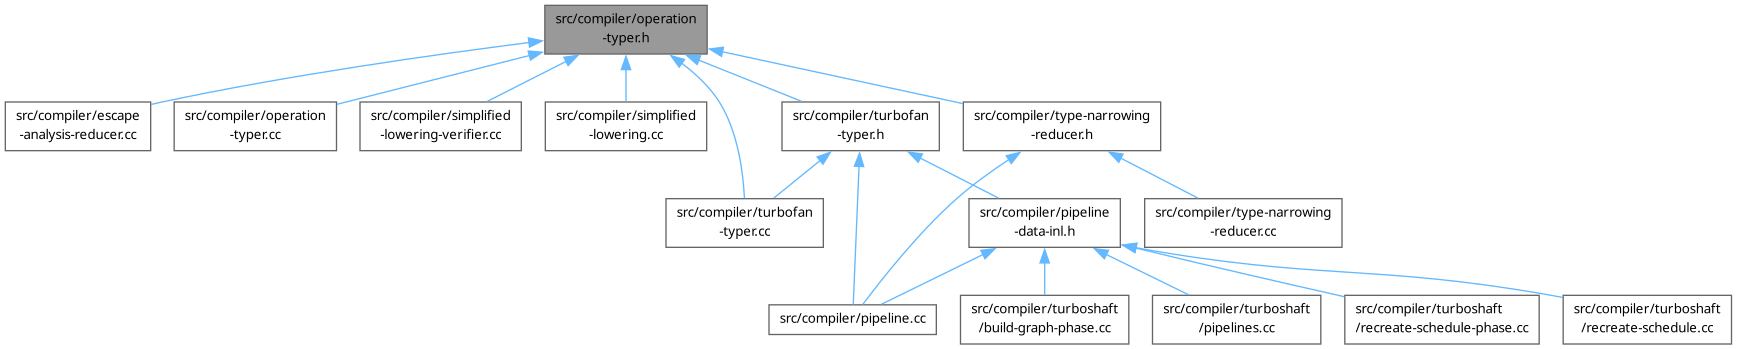 src/compiler/operation
-typer.h
src/compiler/escape
-analysis-reducer.cc
src/compiler/operation
-typer.cc
src/compiler/simplified
-lowering-verifier.cc
src/compiler/simplified
-lowering.cc
src/compiler/turbofan
-typer.h
src/compiler/type-narrowing
-reducer.h
src/compiler/turbofan
-typer.cc
src/compiler/pipeline
-data-inl.h
src/compiler/type-narrowing
-reducer.cc
src/compiler/pipeline.cc
src/compiler/turboshaft
/build-graph-phase.cc
src/compiler/turboshaft
/pipelines.cc
src/compiler/turboshaft
/recreate-schedule-phase.cc
src/compiler/turboshaft
/recreate-schedule.cc